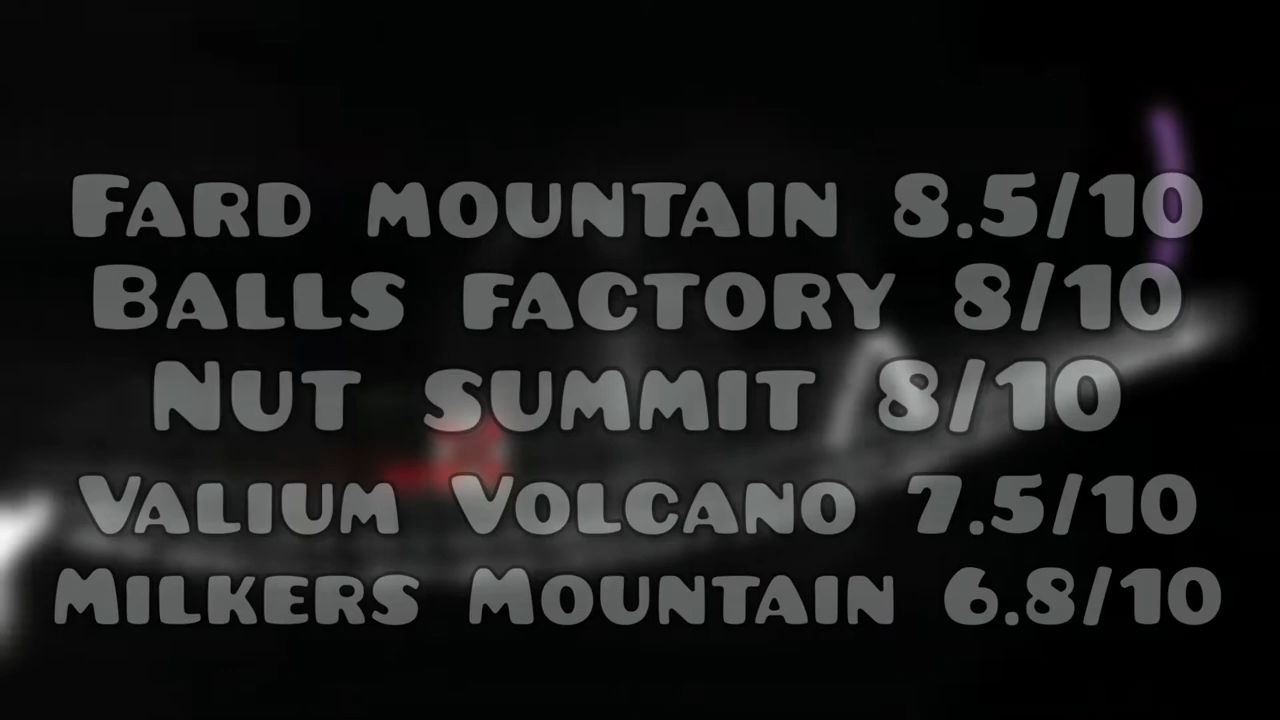 Fard mountain 8.5/10
Balls factory 8/10
Nut summit 8/10
Valium Volcano 7.5/10
Milkers Mountain 6.8/10